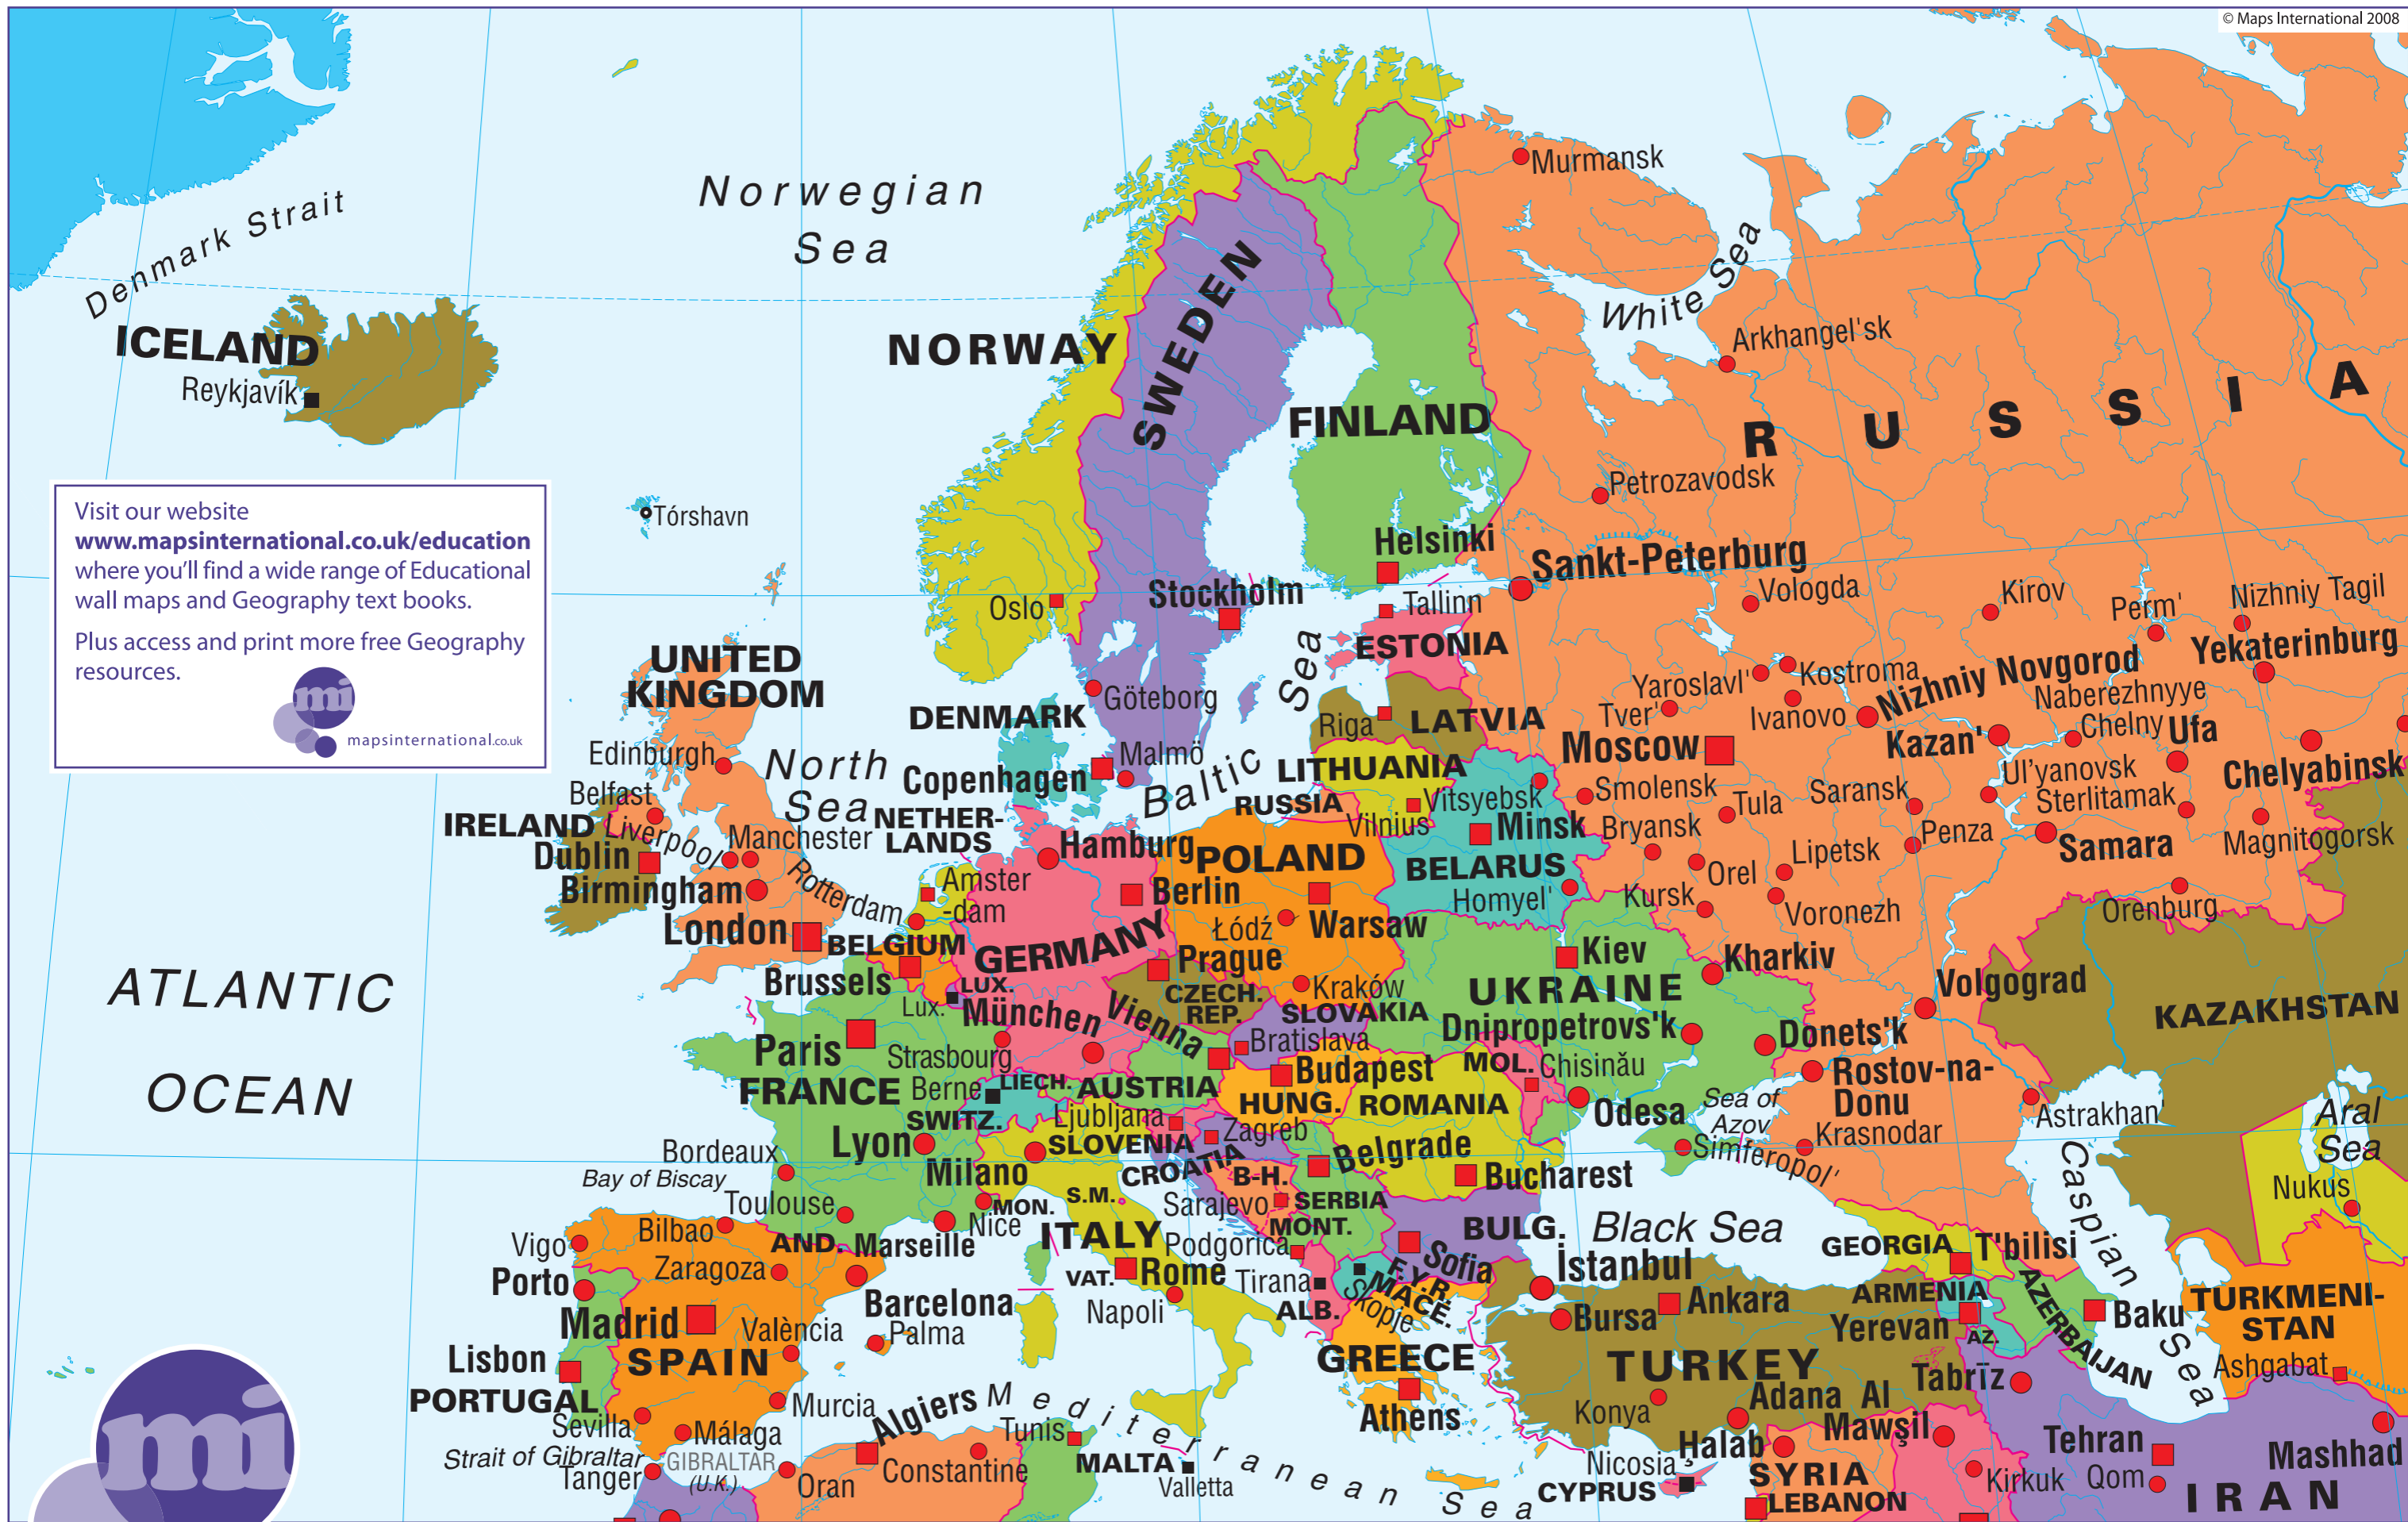 © Maps International 2008
Murmansk
Norwegian
Sea
Denmark Strait
White Sea
ICELAND
Reykjavík
NORWAY
SWEDEN
Arkhangel'sk
FINLAND
RUSSIA
Petrozavodsk
Visit our website
www.mapsinternational.co.uk/education
where you'll find a wide range of Educational
wall maps and Geography text books.
Plus access and print more free Geography
resources.
mi
mapsinternational.co.uk
Tórshavn
Helsinki
Sankt-Peterburg
Oslo
Stockholm
Tallinn
Vologda
Kirov
Perm'
Nizhniy Tagil
ESTONIA
Yekaterinburg
UNITED
KINGDOM
Göteborg
Baltic Sea
Yaroslavl'
Kostroma
Nizhniy Novgorod
Naberezhnyye
Chelny
DENMARK
Riga
LATVIA
Tver'
Ivanovo
Kazan'
Ufa
Edinburgh
North
Sea
Copenhagen
Malmö
LITHUANIA
Moscow
Chelyabinsk
Belfast
RUSSIA
Vitsyebsk
Smolensk
Tula
Saransk
Ul'yanovsk
Sterlitamak
IRELAND
Liverpool
Manchester
NETHER-
LANDS
Vilnius
Minsk
Bryansk
Penza
Samara
Magnitogorsk
Dublin
Hamburg
POLAND
BELARUS
Orel
Lipetsk
Birmingham
Rotterdam
Amster
-dam
Berlin
Homyel'
Kursk
Voronezh
Orenburg
London
BELGIUM
GERMANY
Łódź
Warsaw
Kiev
Kharkiv
Brussels
LUX.
Lux.
Prague
CZECH.
REP.
Kraków
UKRAINE
Volgograd
KAZAKHSTAN
ATLANTIC
OCEAN
München
Vienna
SLOVAKIA
Bratislava
Dnipropetrovs'k
Donets'k
Paris
Strasbourg
Budapest
MOL.
Chisinău
Rostov-na-
Donu
FRANCE
Berne
LIECH.
AUSTRIA
SWITZ.
HUNG.
ROMANIA
Odesa
Sea of
Azov
Astrakhan'
Aral
Sea
Ljubljana
Zagreb
Krasnodar
Lyon
SLOVENIA
Belgrade
Simferopol'
Bordeaux
Bay of Biscay
Milano
CROATIA
B-H.
Bucharest
Caspian Sea
Nukus
Toulouse
MON.
S.M.
Sarajevo
SERBIA
Nice
Vigo
Bilbao
AND.
Marseille
ITALY
MONT.
Podgorica
BULG.
Black Sea
GEORGIA
T'bilisi
Porto
Zaragoza
VAT.
Rome
Tirana
Sofia
İstanbul
F.Y.R.
MACE.
Skopje
Barcelona
Napoli
ALB.
Bursa
Ankara
ARMENIA
AZERBAIJAN
Baku
TURKMENI-
STAN
Madrid
València
Palma
Yerevan
AZ.
Lisbon
SPAIN
GREECE
TURKEY
Tabrīz
Ashgabat
PORTUGAL
Murcia
Algiers
Mediterranean Sea
Konya
Adana
Al
Mawşil
Sevilla
Málaga
Tunis
Athens
Strait of Gibraltar
GIBRALTAR
(U.K.)
Constantine
MALTA
Valletta
Ḥalab
Tehran
Mashhad
Tanger
Oran
Nicosia
CYPRUS
SYRIA
Kirkuk
Qom
LEBANON
IRAN
mi